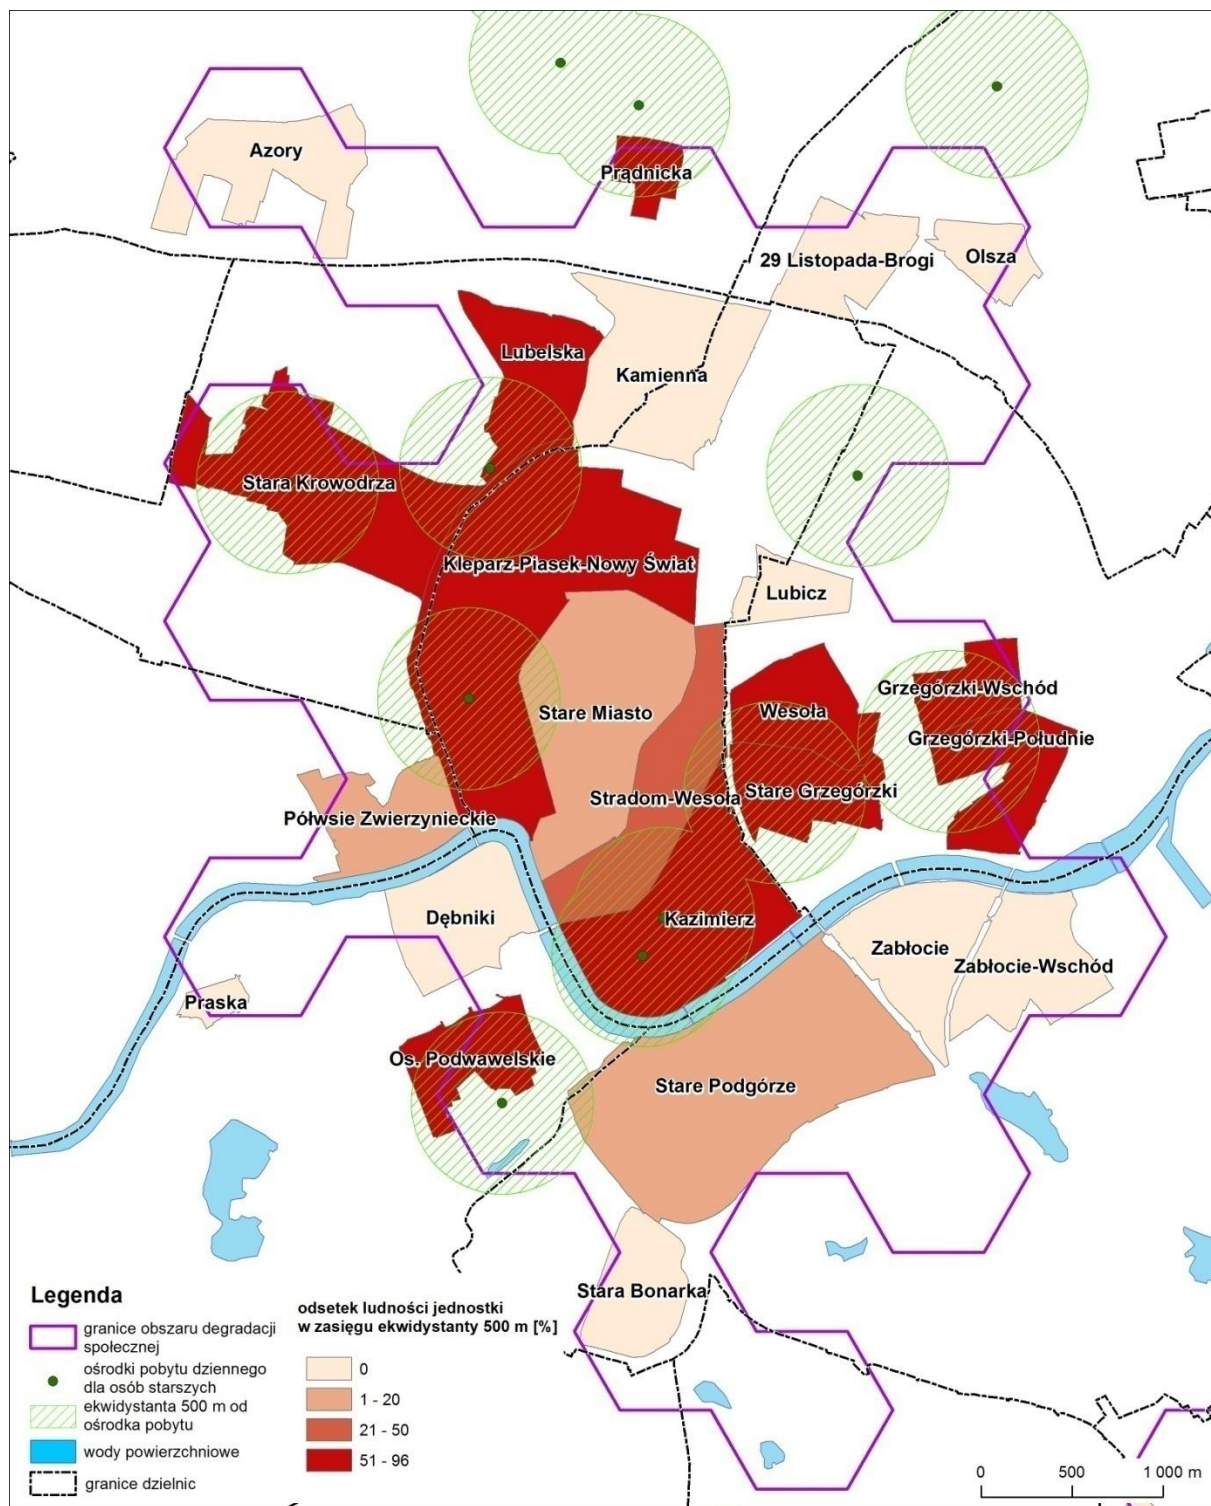 Azory
Prądnicka
29 Listopada-Brogi
Olsza
Lubelska
Kamienna
Stara Krowodrza
Kleparz-Piasek-Nowy Świat
Lubicz
Grzegórzki-Wschód
Stare Miasto
Wesoła
Grzegórzki-Południe
Stradom-Wesoła
Stare Grzegórzki
Półwsie Zwierzynieckie
Dębniki
Kazimierz
Zabłocie
Zabłocie-Wschód
Praska
Os. Podwawelskie
Stare Podgórze
Stara Bonarka
Legenda
granice obszaru degradacji
społecznej
ośrodki pobytu dziennego
dla osób starszych
ekwidystanta 500 m od
ośrodka pobytu
wody powierzchniowe
granice dzielnic
odsetek ludności jednostki
w zasięgu ekwidystanty 500 m [%]
0
1 - 20
21 - 50
51 - 96
0 500 1 000 m